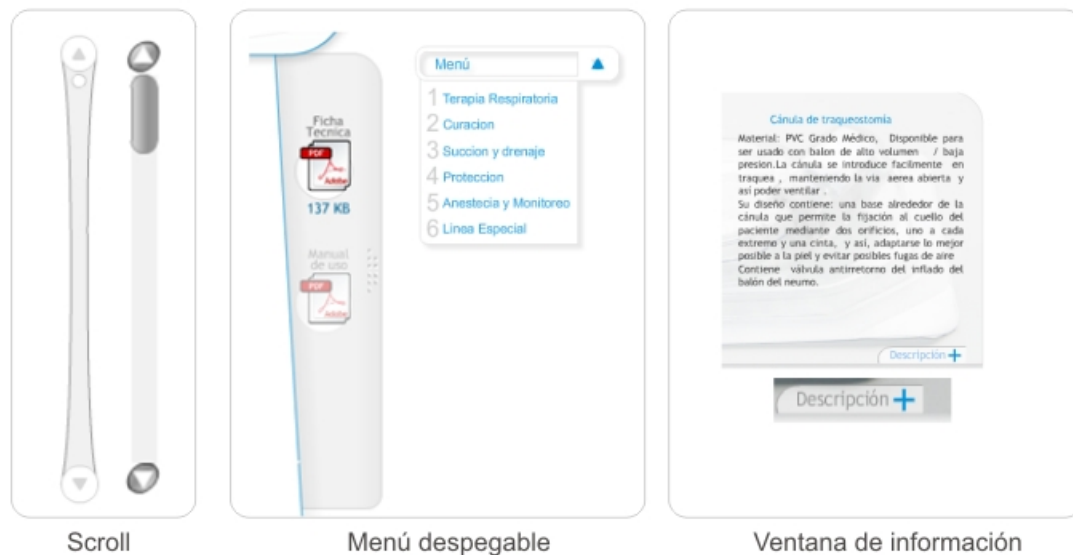 Ficha
Tecnica
PDF
Adobe
137 KB
Manual
de uso
PDF
Adobe
Menú
1 Terapia Respiratoria
2 Curacion
3 Succion y drenaje
4 Proteccion
5 Anestecia y Monitoreo
6 Linea Especial
Cánula de traqueostomía
Material: PVC Grado Médico, Disponible para
ser usado con balon de alto volumen / baja
presion.La cánula se introduce facilmente en
traquea , manteniendo la via aerea abierta y
así poder ventilar .
Su diseño contiene: una base alrededor de la
cánula que permite la fijación al cuello del
paciente mediante dos orificios, uno a cada
extremo y una cinta, y así, adaptarse lo mejor
posible a la piel y evitar posibles fugas de aire
Contiene válvula antirretorno del inflado del
balón del neumo.
Descripción +
Descripción +
Scroll
Menú despegable
Ventana de información